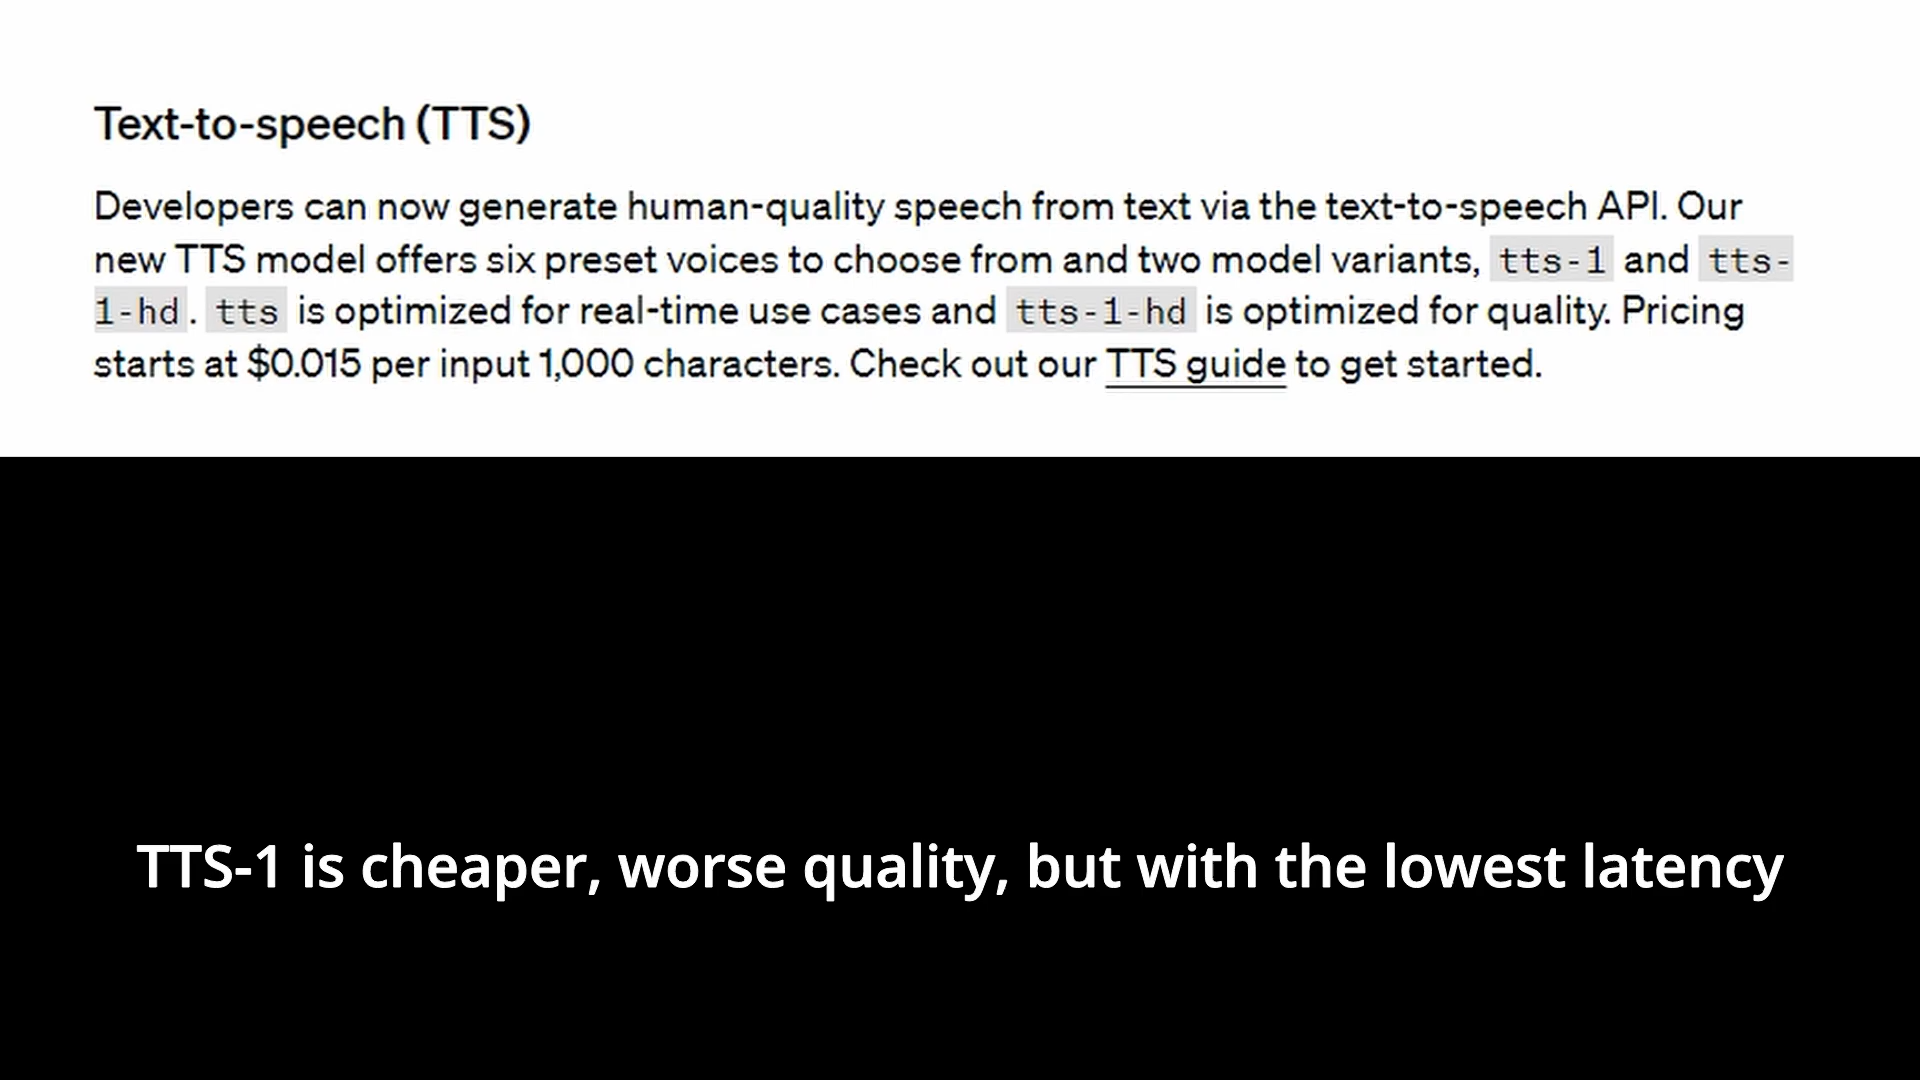 Text-to-speech (TTS)
Developers can now generate human-quality speech from text via the text-to-speech API. Our
new TTS model offers six preset voices to choose from and two model variants, tts-1 and tts-
1-hd. tts is optimized for real-time use cases and tts-1-hd is optimized for quality. Pricing
starts at $0.015 per input 1,000 characters. Check out our TTS guide to get started.
TTS-1 is cheaper, worse quality, but with the lowest latency